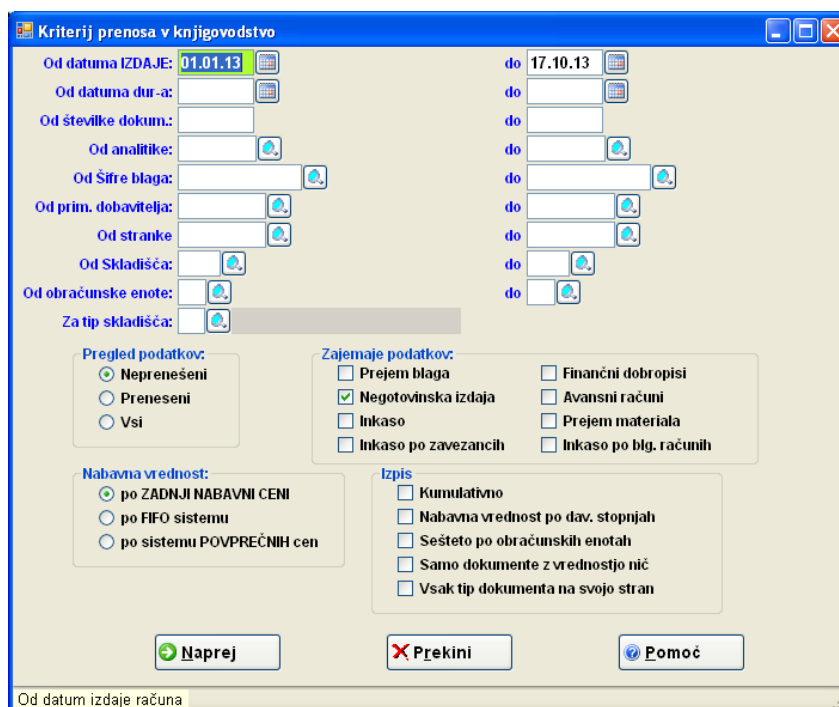 Kriterij prenosa v knjigovodstvo
Od datuma IZDAJE: 01.01.13 do 17.10.13
Od datuma dur-a: do
Od številke dokum.: do
Od analitike: do
Od Šifre blaga: do
Od prim. dobavitelja: do
Od stranke do
Od Skladišča: do
Od obračunske enote: do
Za tip skladišča:
Pregled podatkov:
Neprenešeni
Preneseni
Vsi
Zajemaje podatkov:
Prejem blaga Finančni dobropisi
Negotovinska izdaja Avansni računi
Inkaso Prejem materiala
Inkaso po zavezancih Inkaso po blg. računih
Nabavna vrednost:
po ZADNJI NABAVNI CENI
po FIFO sistemu
po sistemu POVPREČNIH cen
Izpis
Kumulativno
Nabavna vrednost po dav. stopnjah
Sešteto po obračunskih enotah
Samo dokumente z vrednostjo nič
Vsak tip dokumenta na svojo stran
Naprej Prekini Pomoč
Od datum izdaje računa